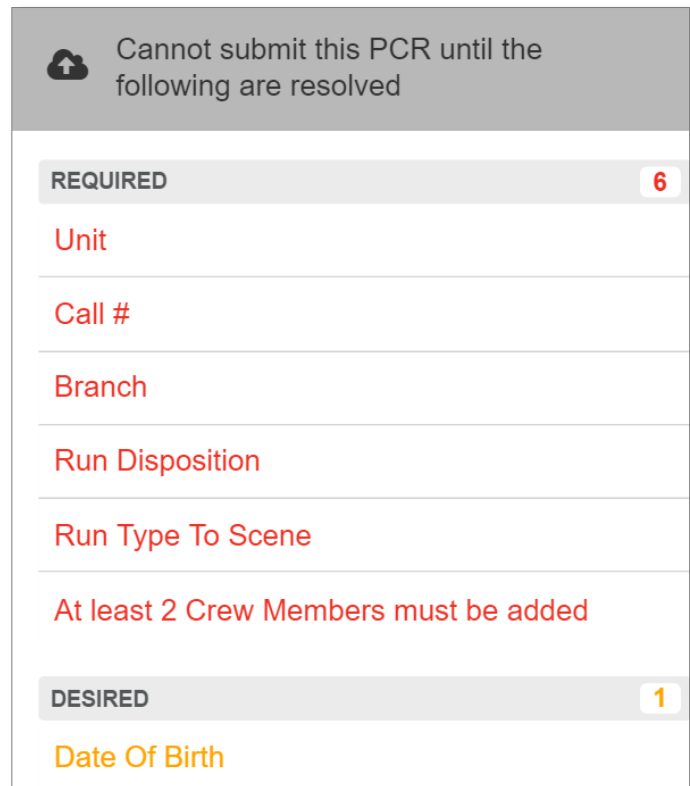 Cannot submit this PCR until the
following are resolved
REQUIRED 6
Unit
Call #
Branch
Run Disposition
Run Type To Scene
At least 2 Crew Members must be added
DESIRED 1
Date Of Birth